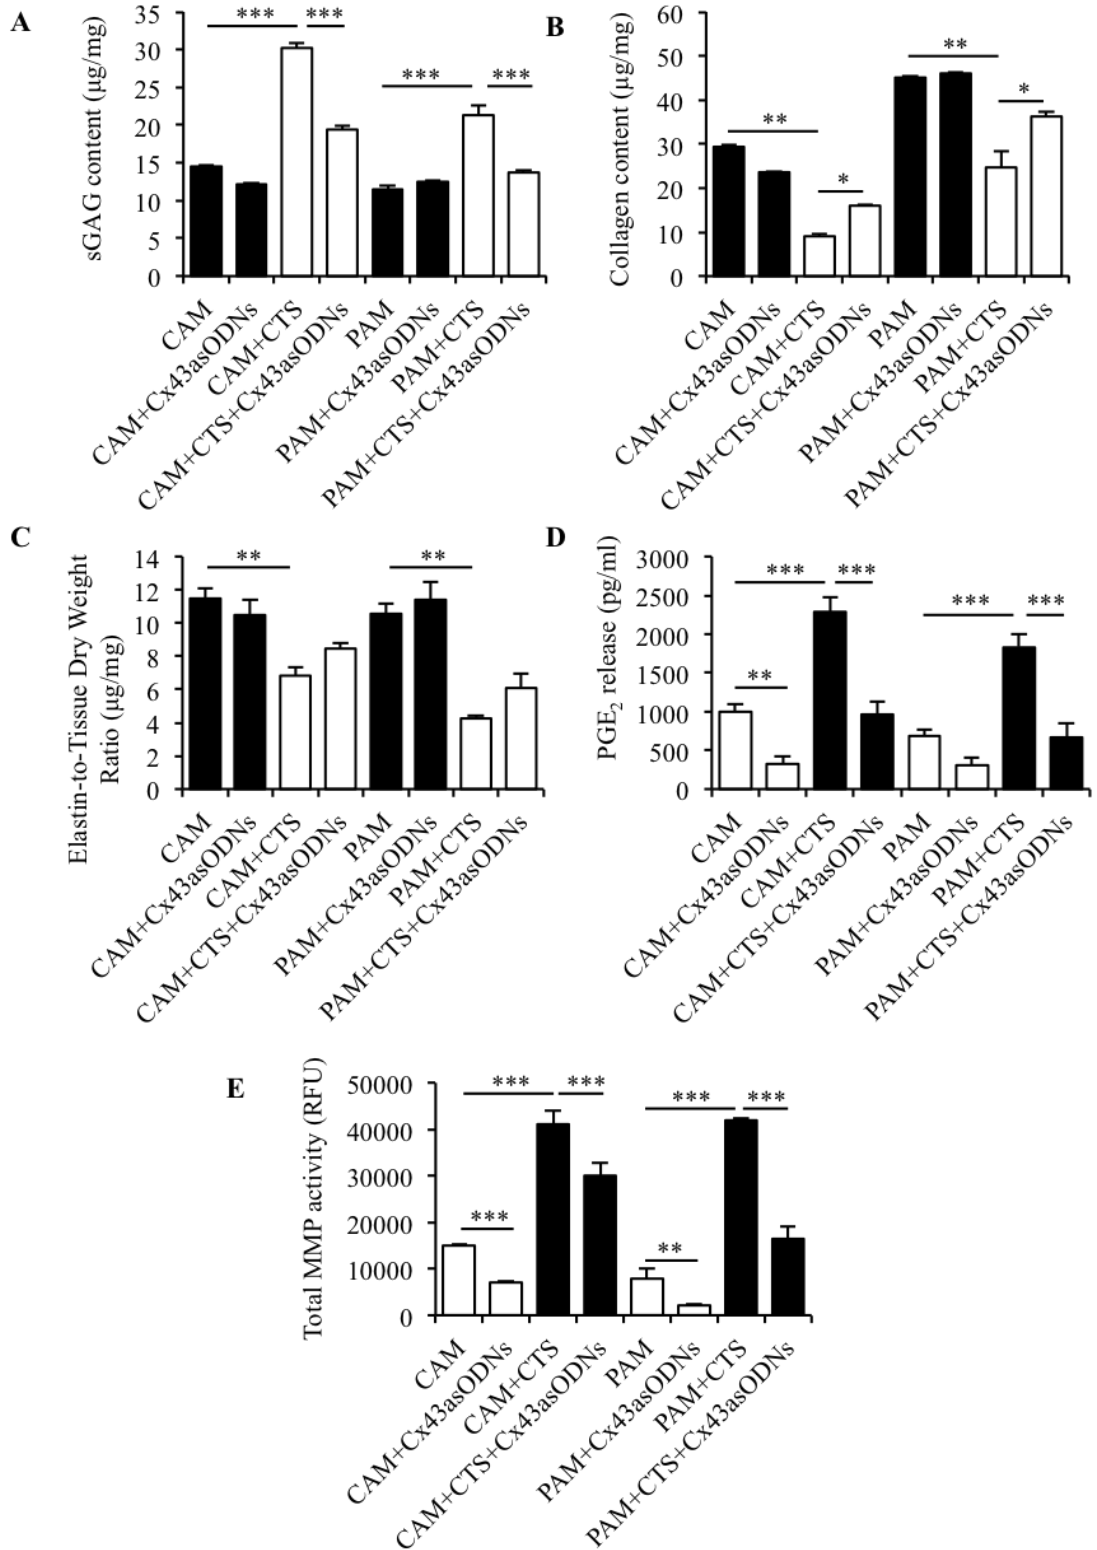 A
sGAG content (µg/mg)
35
30
25
20
15
10
5
0
*** ***
*** ***
CAM
CAM+Cx43asODNs
CAM+CTS
CAM+CTS+Cx43asODNs
PAM
PAM+Cx43asODNs
PAM+CTS
PAM+CTS+Cx43asODNs
B
Collagen content (µg/mg)
60
50
40
30
20
10
0
**
*
**
*
CAM
CAM+Cx43asODNs
CAM+CTS
CAM+CTS+Cx43asODNs
PAM
PAM+Cx43asODNs
PAM+CTS
PAM+CTS+Cx43asODNs
C
Elastin-to-Tissue Dry Weight
Ratio (µg/mg)
14
12
10
8
6
4
2
0
**
**
CAM
CAM+Cx43asODNs
CAM+CTS
CAM+CTS+Cx43asODNs
PAM
PAM+Cx43asODNs
PAM+CTS
PAM+CTS+Cx43asODNs
D
PGE2 release (pg/ml)
3000
2500
2000
1500
1000
500
0
*** ***
**
*** ***
CAM
CAM+Cx43asODNs
CAM+CTS
CAM+CTS+Cx43asODNs
PAM
PAM+Cx43asODNs
PAM+CTS
PAM+CTS+Cx43asODNs
E
Total MMP activity (RFU)
50000
40000
30000
20000
10000
0
*** ***
***
*** ***
**
CAM
CAM+Cx43asODNs
CAM+CTS
CAM+CTS+Cx43asODNs
PAM
PAM+Cx43asODNs
PAM+CTS
PAM+CTS+Cx43asODNs